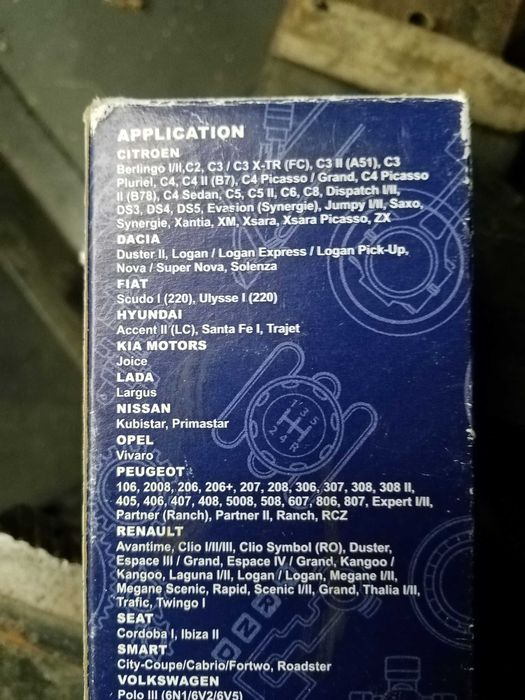 APPLICATION
CITROEN
Berlingo I/II,C2, C3 / C3 X-TR (FC), C3 II (A51), C3
Pluriel, C4, C4 II (B7), C4 Picasso / Grand, C4 Picasso
II (B78), C4 Sedan, C5, C5 II, C6, C8, Dispatch I/II,
DS3, DS4, DS5, Evasion (Synergie), Jumpy I/II, Saxo,
Synergie, Xantia, XM, Xsara, Xsara Picasso, ZX
DACIA
Duster II, Logan / Logan Express / Logan Pick-Up,
Nova / Super Nova, Solenza
FIAT
Scudo I (220), Ulysse I (220)
HYUNDAI
Accent II (LC), Santa Fe I, Trajet
KIA MOTORS
Joice
LADA
Largus
NISSAN
Kubistar, Primastar
OPEL
Vivaro
PEUGEOT
106, 2008, 206, 206+, 207, 208, 306, 307, 308, 308 II,
405, 406, 407, 408, 5008, 508, 607, 806, 807, Expert I/II,
Partner (Ranch), Partner II, Ranch, RCZ
RENAULT
Avantime, Clio I/II/III, Clio Symbol (RO), Duster,
Espace III / Grand, Espace IV / Grand, Kangoo /
Kangoo, Laguna I/II, Logan / Logan, Megane I/II,
Megane Scenic, Rapid, Scenic I/II, Grand, Thalia I/II,
Trafic, Twingo I
SEAT
Cordoba I, Ibiza II
SMART
City-Coupe/Cabrio/Fortwo, Roadster
VOLKSWAGEN
Polo III (6N1/6V2/6V5)
1 3 5
2 4 R